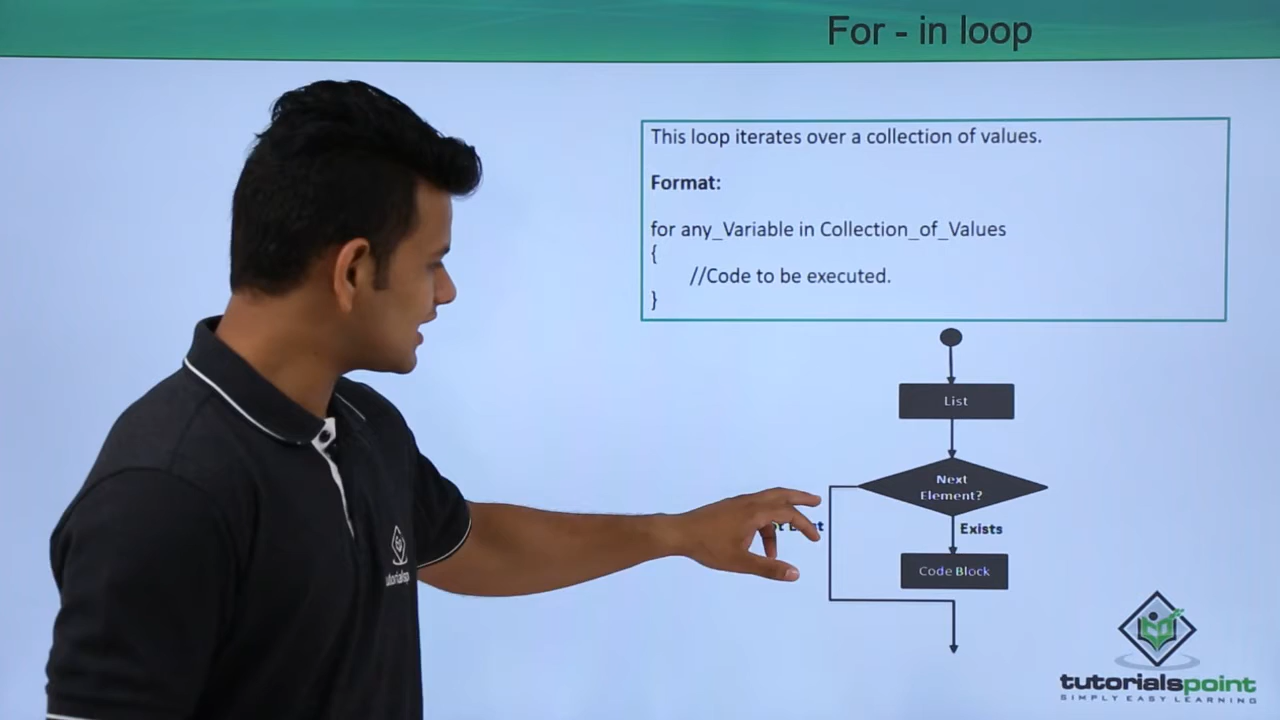 For - in loop
This loop iterates over a collection of values.
Format:
for any_Variable in Collection_of_Values
{
//Code to be executed.
}
List
Next
Element?
Exists
Code Block
tutorialspoint
SIMPLY EASY LEARNING